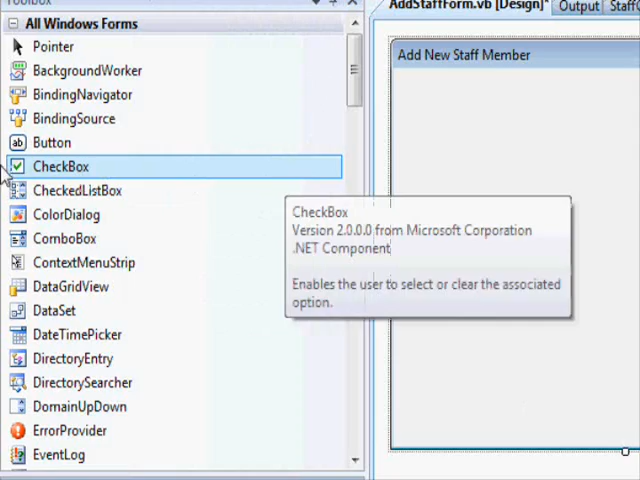 Toolbox
AddStaffForm.vb [Design]*
Output
All Windows Forms
Pointer
BackgroundWorker
BindingNavigator
BindingSource
ab Button
CheckBox
CheckedListBox
ColorDialog
ComboBox
ContextMenuStrip
DataGridView
DataSet
DateTimePicker
DirectoryEntry
DirectorySearcher
DomainUpDown
ErrorProvider
EventLog
Add New Staff Member
CheckBox
Version 2.0.0.0 from Microsoft Corporation
.NET Component
Enables the user to select or clear the associated
option.